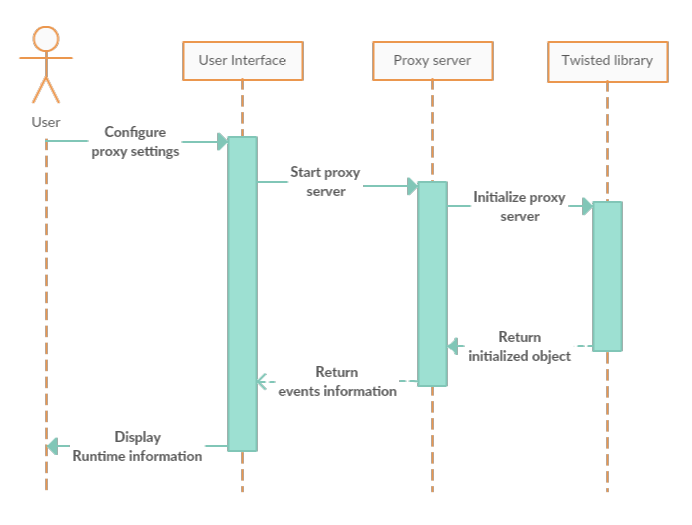 User Interface
Proxy server
Twisted library
User
Configure
proxy settings
Start proxy
server
Initialize proxy
server
Return
initialized object
Return
events information
Display
Runtime information